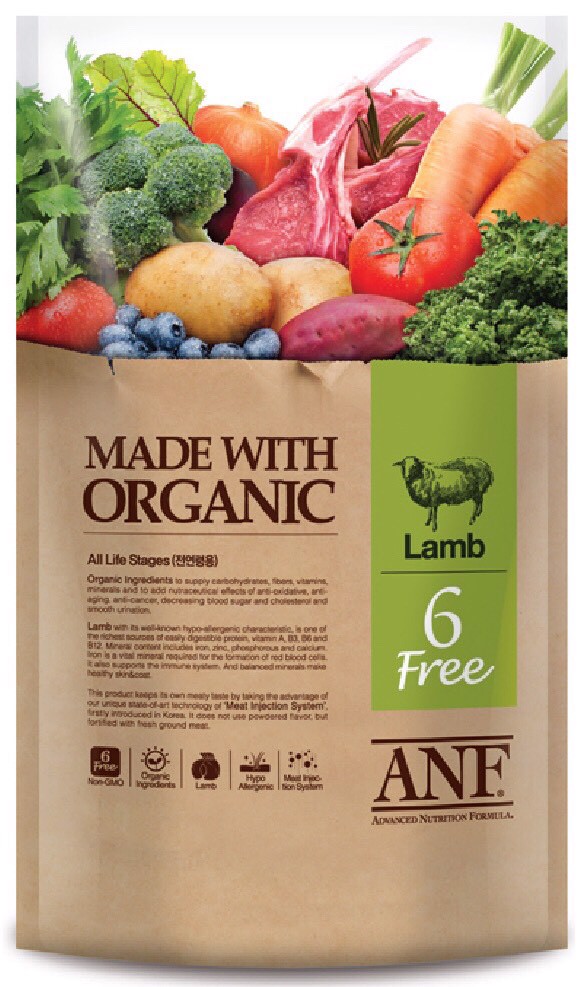 MADE WITH
ORGANIC
All Life Stages (전연령용)
Organic Ingredients to supply carbohydrates, fibers, vitamins,
minerals and to add nutraceutical effects of anti-oxidative, anti-
aging, anti-cancer, decreasing blood sugar and cholesterol and
smooth urination.
Lamb with its well-known hypo-allergenic characteristic, is one of
the richest sources of easily digestible protein, vitamin A, B3, B6 and
B12. Mineral content includes iron, zinc, phosphorous and calcium.
Iron is a vital mineral required for the formation of red blood cells.
It also supports the immune system. And balanced minerals make
healthy skin&coat.
This product keeps its own meaty taste by taking the advantage of
our unique state-of-art technology of "Meat Injection System",
firstly introduced in Korea. It does not use powdered flavor, but
fortified with fresh ground meat.
6
Free
Non-GMO
Organic
Ingredients
Lamb
Hypo
Allergenic
Meat Injec-
tion System
Lamb
6
Free
ANF®
ADVANCED NUTRITION FORMULA.